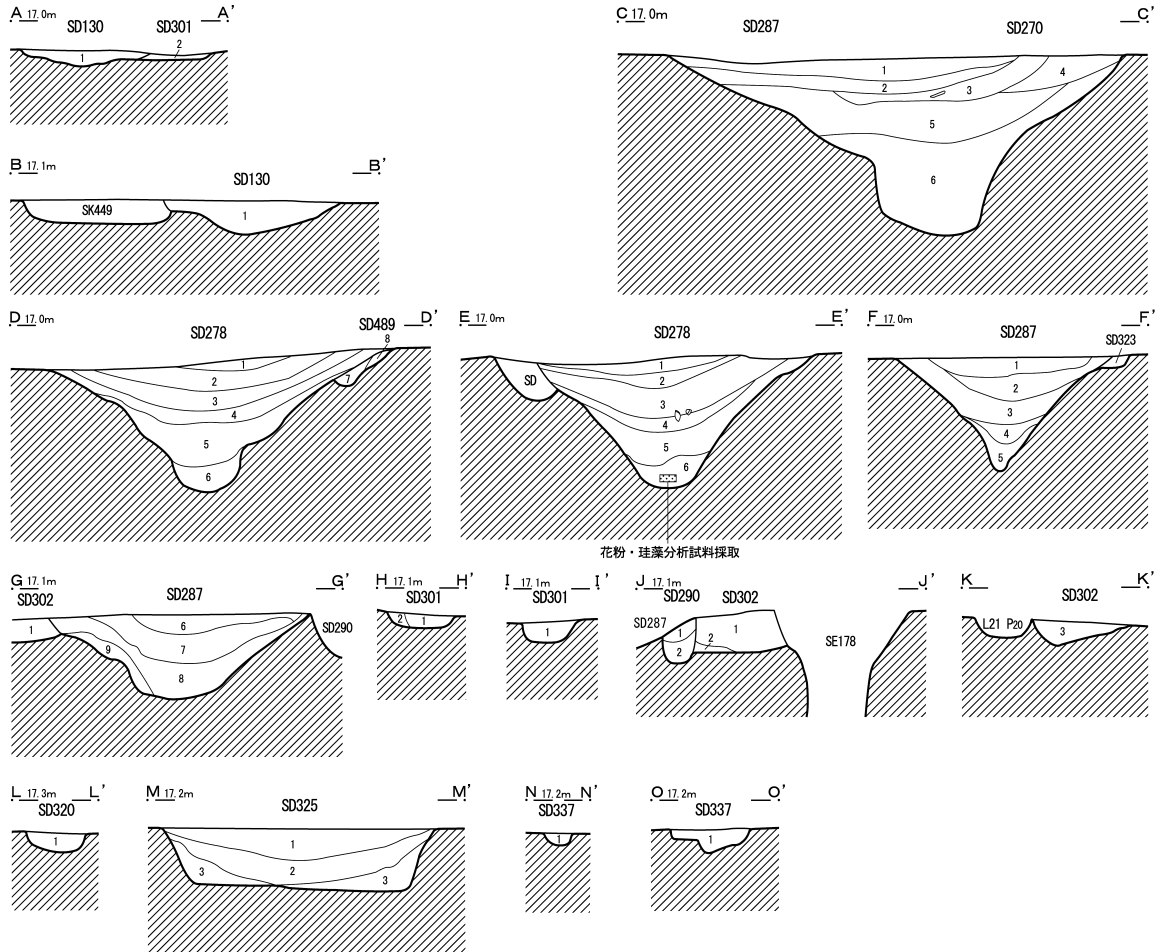 A 17.0m A'
SD130 SD301
2
1
B 17.1m B'
SD130
SK449
1
C 17.0m C'
SD287 SD270
1
2
3
4
5
6
D 17.0m D'
SD278 SD489
8
1
2
7
3
4
5
6
E 17.0m E'
SD278
SD
1
2
3
4
5
6
花粉・珪藻分析試料採取
F 17.0m F'
SD287 SD323
1
2
3
4
5
G 17.1m G'
SD302 SD287
SD290
1
6
9
7
8
H 17.1m H'
SD301
2 1
I 17.1m I'
SD301
1
J 17.1m J'
SD290 SD302
SD287
1
2
1
2
SE178
K K'
SD302
L21 P20
3
L 17.3m L'
SD320
1
M 17.2m M'
SD325
1
2
3 3
N 17.2m N'
SD337
1
O 17.2m O'
SD337
1